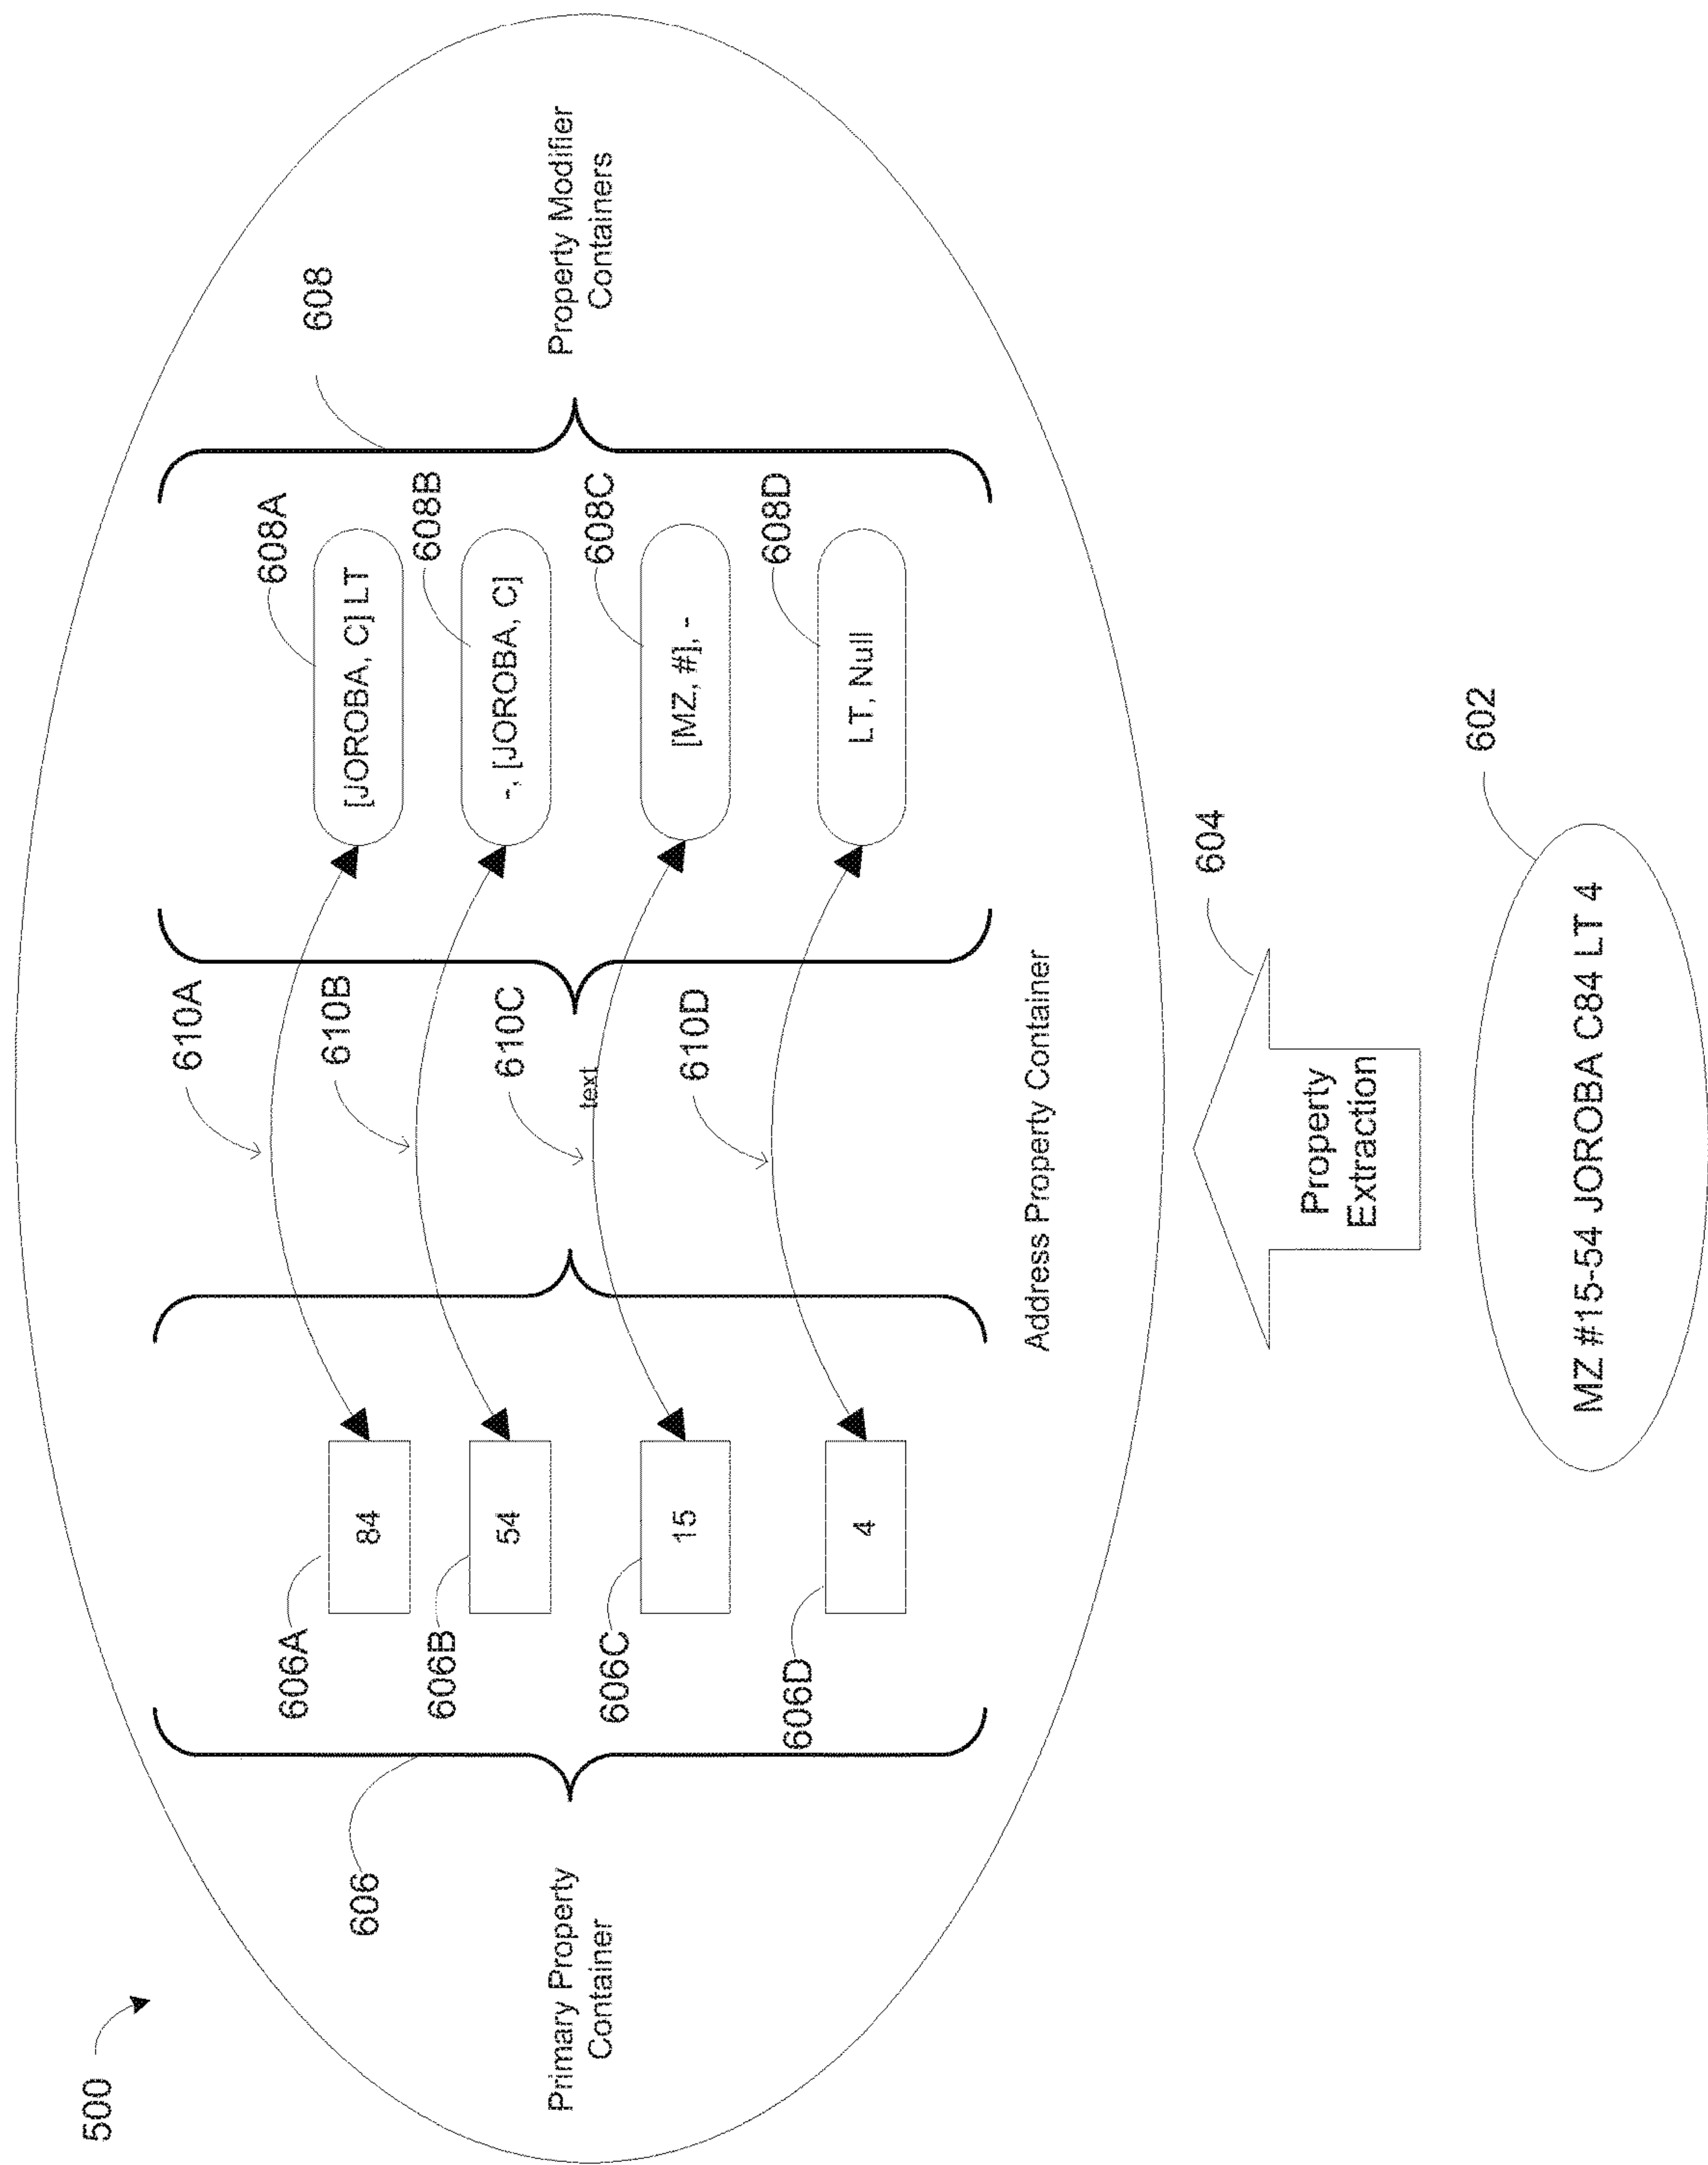 500
606
608
Primary Property
Container
Property Modifier
Containers
606A
84
610A
608A
[JOROBA, C] LT
606B
54
610B
608B
-, [JOROBA, C]
606C
15
610C
text
608C
[MZ, #], -
606D
4
610D
608D
LT, Null
Address Property Container
604
Property
Extraction
602
MZ #15-54 JOROBA C84 LT 4